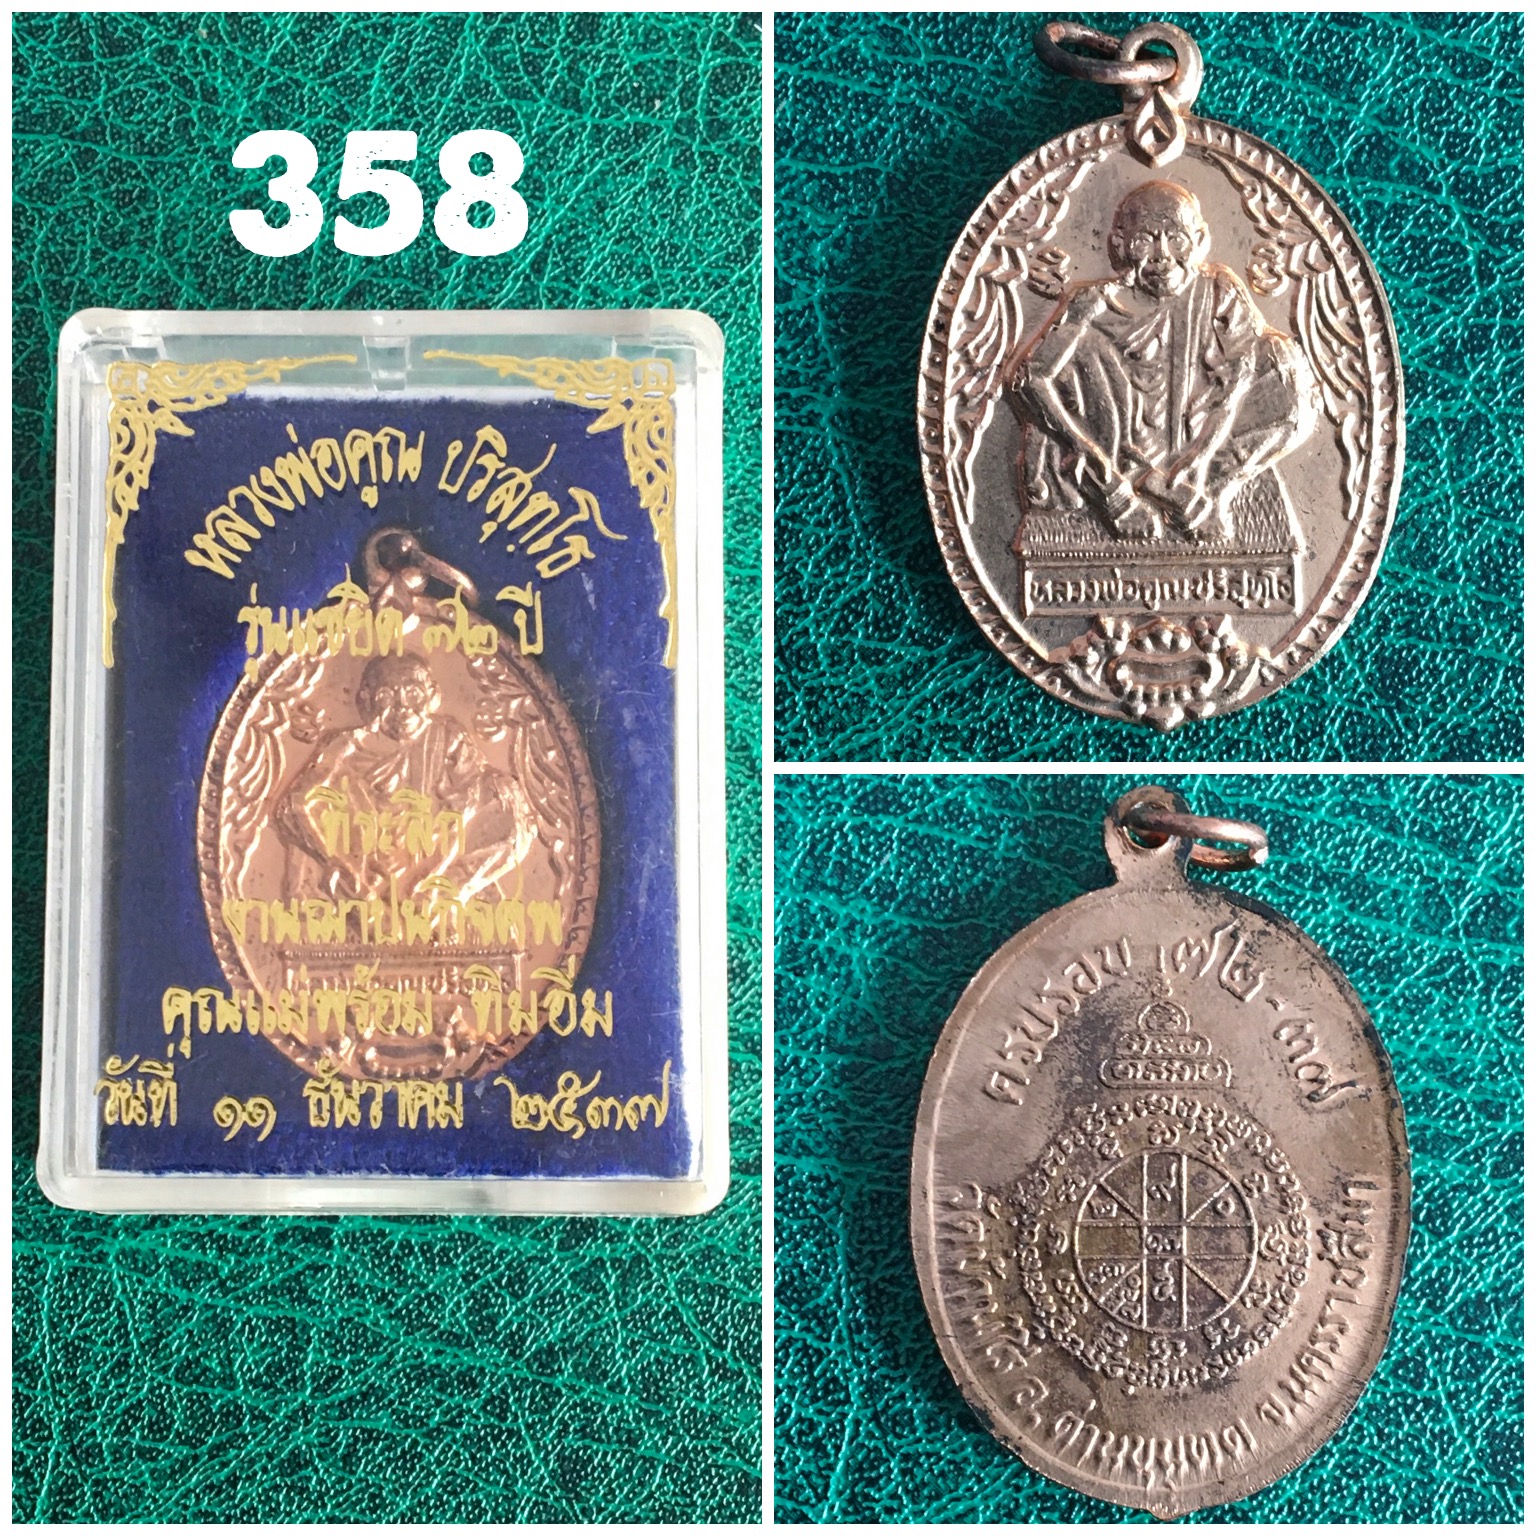 358
หลวงพ่อคูณ ปริสุทฺโธ
รุ่นแซยิด ๗๒ ปี
ที่ระลึก
งานฌาปนกิจศพ
คุณแม่พร้อม ทิมอิ่ม
วันที่ ๑๑ ธันวาคม ๒๕๓๗
หลวงพ่อคูณ ปริสุทฺโธ
ครบรอบ ๗๒-๓๗
อ.ด่านขุนทด จ.นครราชสีมา